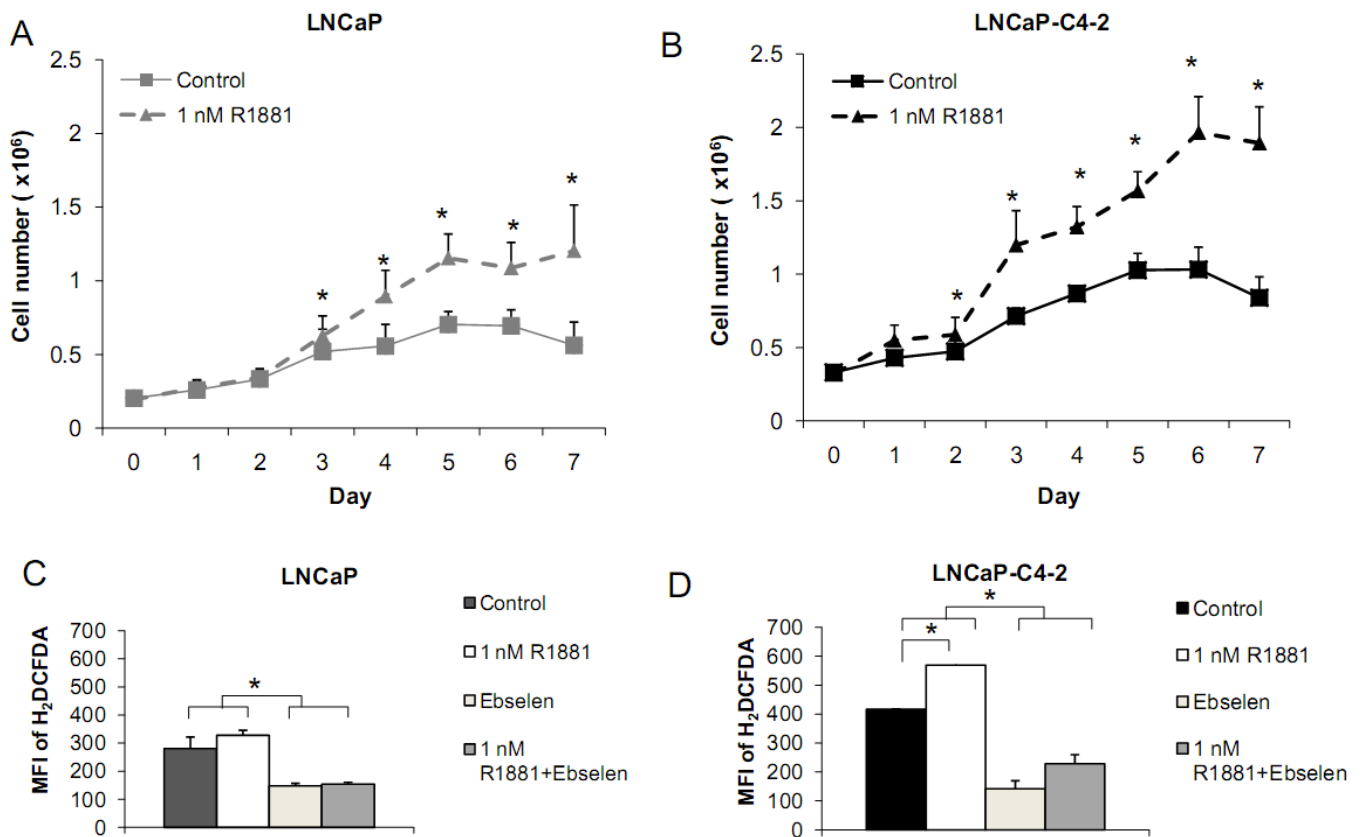 A
LNCaP
2.5
2
1.5
1
0.5
0
Cell number ( x10⁶)
Control
1 nM R1881
*
*
*
*
*
0 1 2 3 4 5 6 7
Day
B
LNCaP-C4-2
2.5
2
1.5
1
0.5
0
Cell number ( x10⁶)
Control
1 nM R1881
*
*
*
*
*
*
0 1 2 3 4 5 6 7
Day
C
LNCaP
700
600
500
400
300
200
100
0
MFI of H₂DCFDA
*
Control
1 nM R1881
Ebselen
1 nM
R1881+Ebselen
D
LNCaP-C4-2
700
600
500
400
300
200
100
0
MFI of H₂DCFDA
*
*
Control
1 nM R1881
Ebselen
1 nM
R1881+Ebselen